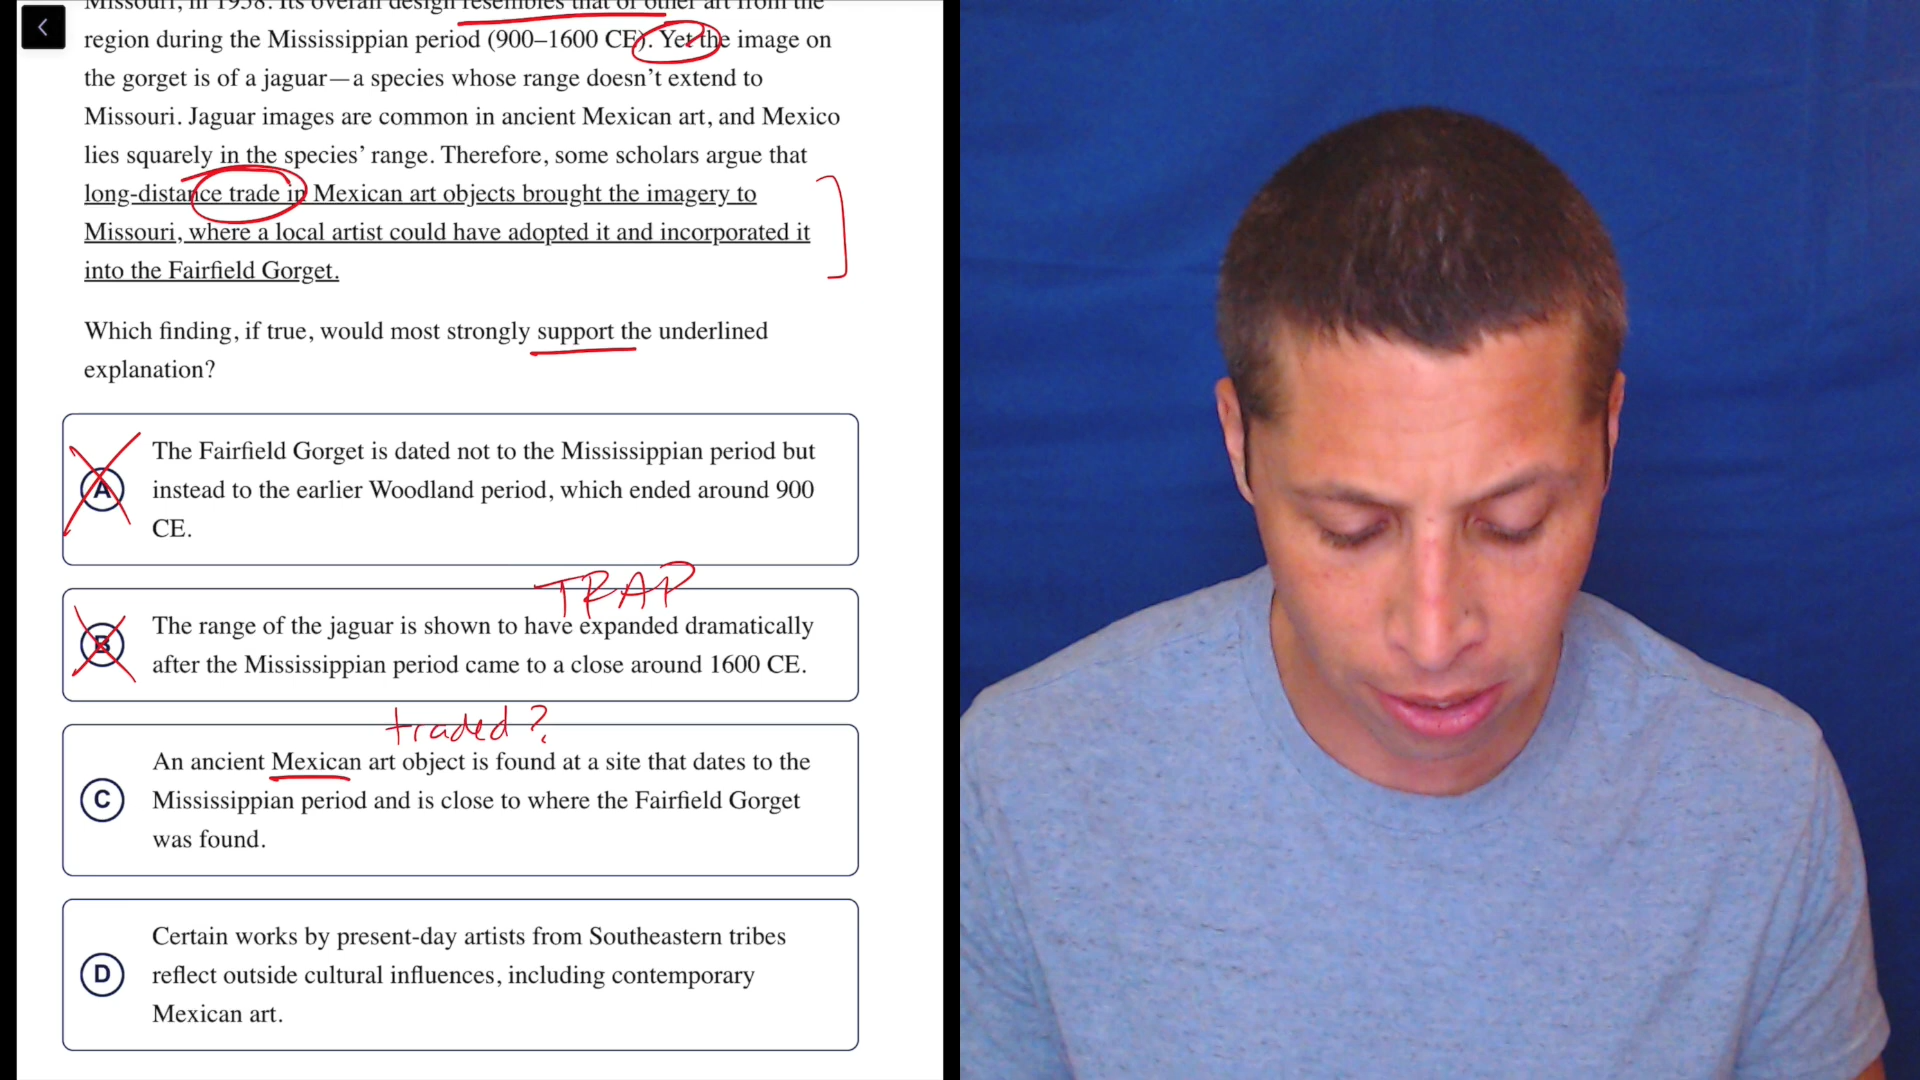 Missouri, in 1958. Its overall design resembles that of other art from the
region during the Mississippian period (900–1600 CE). Yet the image on
the gorget is of a jaguar—a species whose range doesn’t extend to
Missouri. Jaguar images are common in ancient Mexican art, and Mexico
lies squarely in the species’ range. Therefore, some scholars argue that
long-distance trade in Mexican art objects brought the imagery to
Missouri, where a local artist could have adopted it and incorporated it
into the Fairfield Gorget.
Which finding, if true, would most strongly support the underlined
explanation?
A
The Fairfield Gorget is dated not to the Mississippian period but
instead to the earlier Woodland period, which ended around 900
CE.
TRAP
B
The range of the jaguar is shown to have expanded dramatically
after the Mississippian period came to a close around 1600 CE.
traded?
C
An ancient Mexican art object is found at a site that dates to the
Mississippian period and is close to where the Fairfield Gorget
was found.
D
Certain works by present-day artists from Southeastern tribes
reflect outside cultural influences, including contemporary
Mexican art.